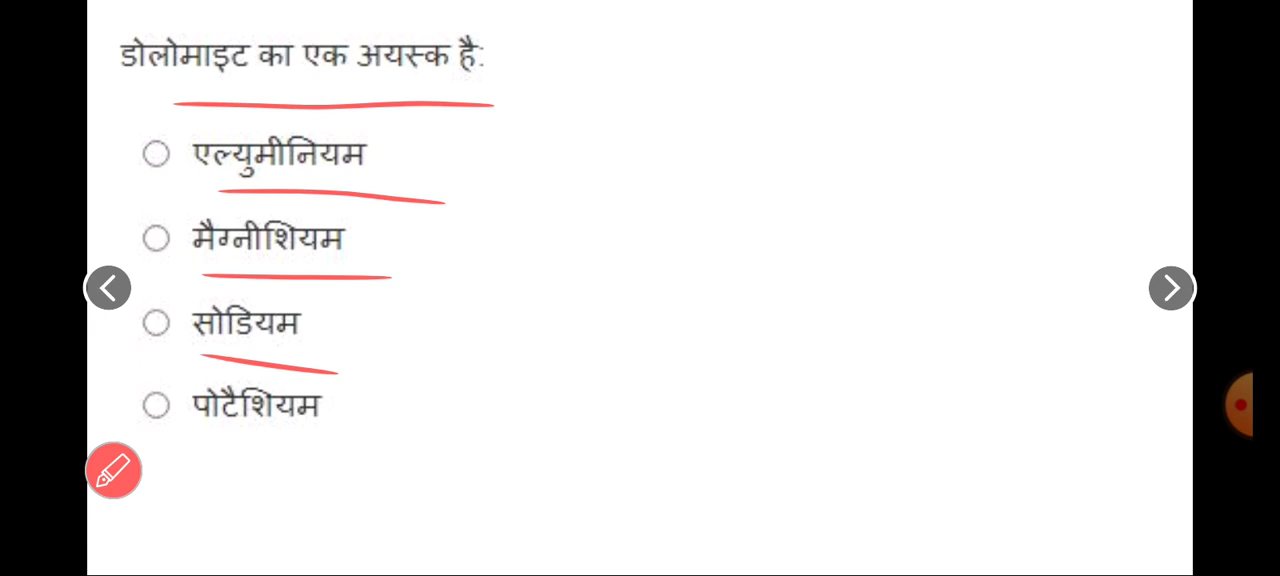 डोलोमाइट का एक अयस्क है:
एल्युमीनियम
मैग्नीशियम
सोडियम
पोटैशियम